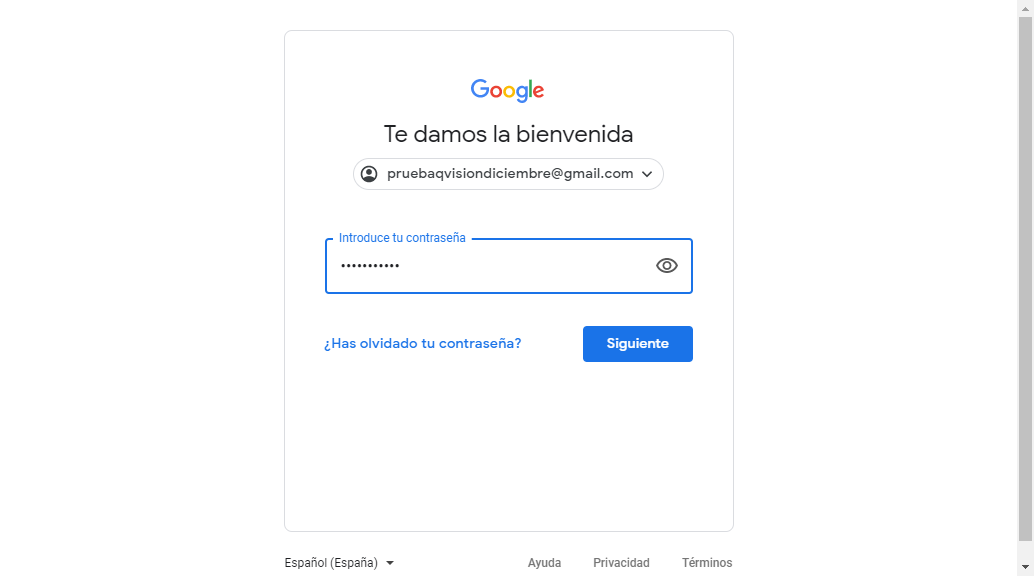 Google
Te damos la bienvenida
pruebaqvisiondiciembre@gmail.com
Introduce tu contraseña
•••••••••••
¿Has olvidado tu contraseña?
Siguiente
Español (España)
Ayuda
Privacidad
Términos